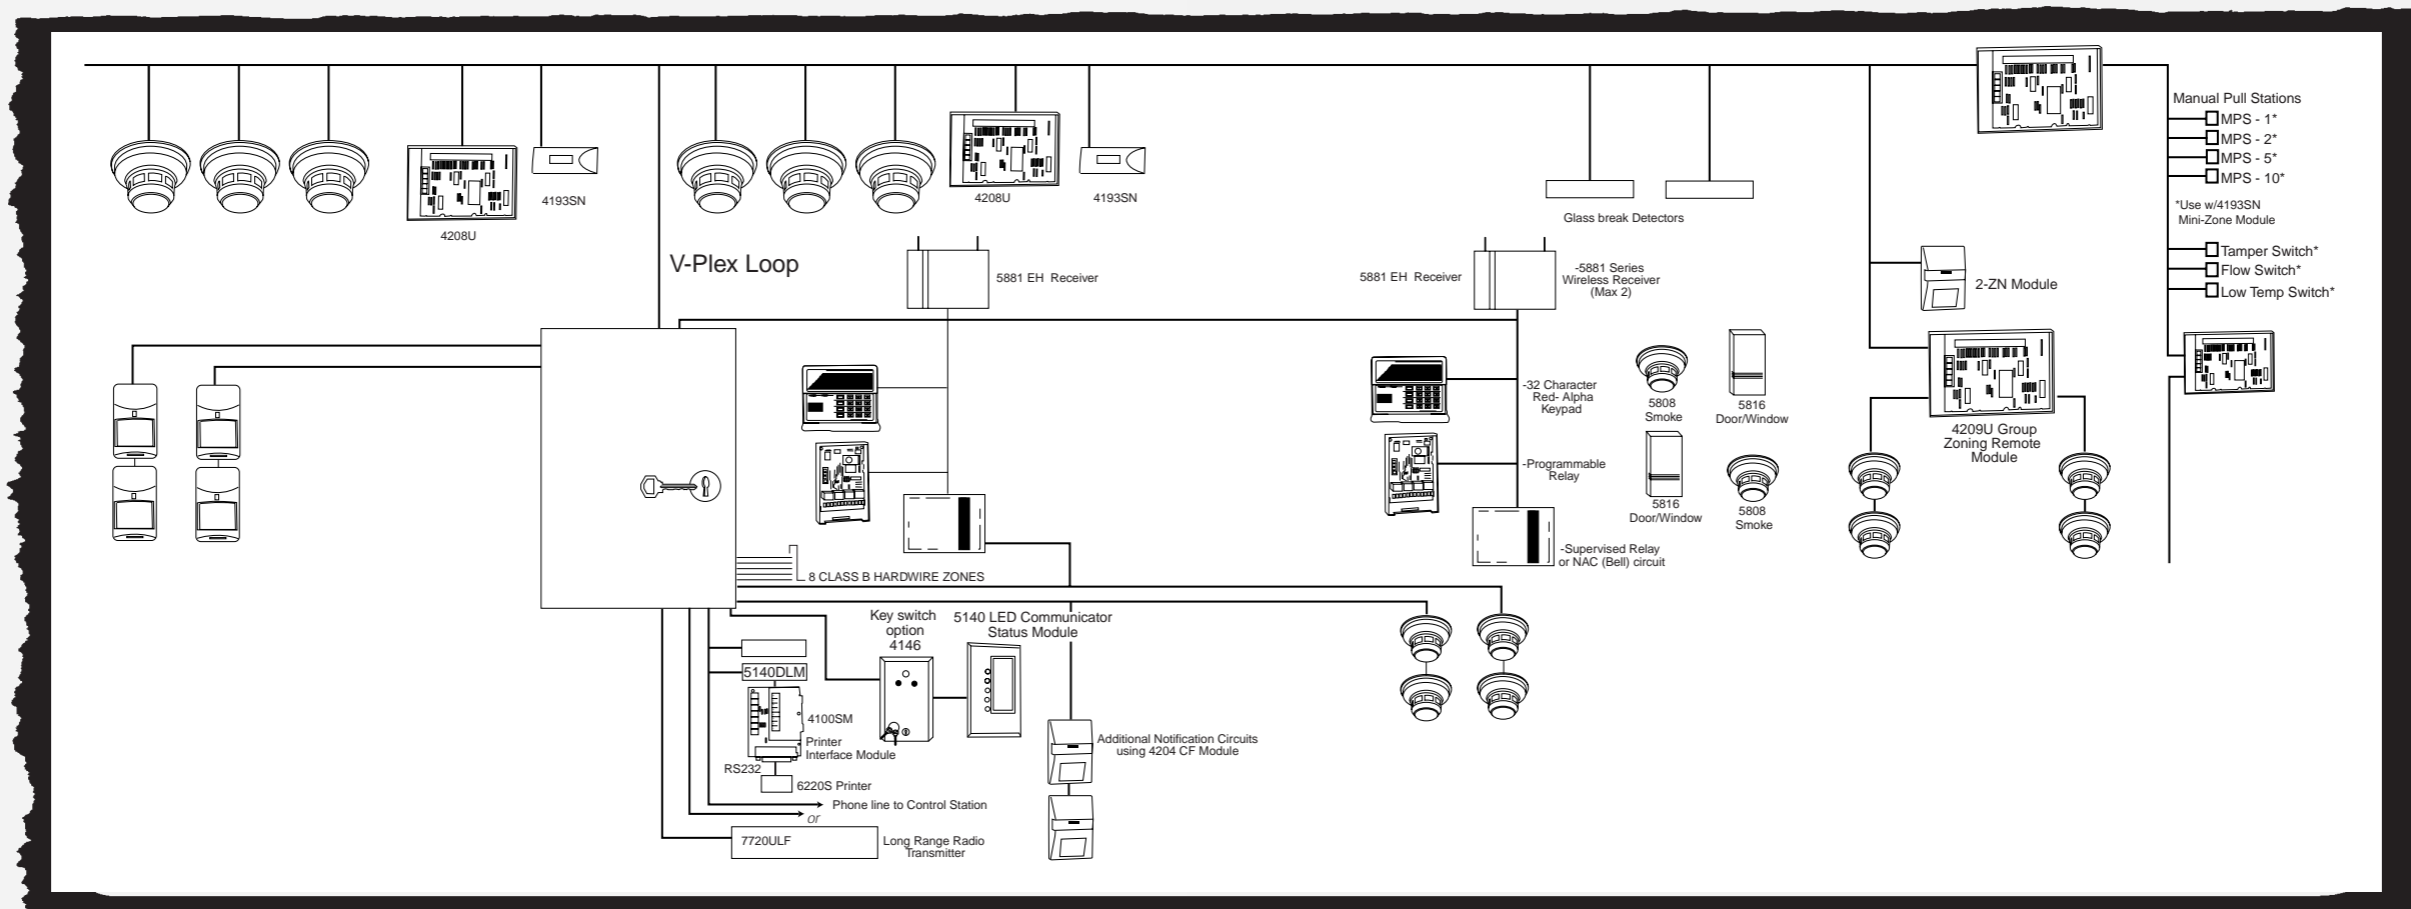 Manual Pull Stations
MPS - 1*
MPS - 2*
MPS - 5*
MPS - 10*
*Use w/4193SN
Mini-Zone Module
Tamper Switch*
Flow Switch*
Low Temp Switch*
4208U
4193SN
4208U
4193SN
Glass break Detectors
V-Plex Loop
5881 EH Receiver
5881 EH Receiver
-5881 Series
Wireless Receiver
(Max 2)
2-ZN Module
-32 Character
Red- Alpha
Keypad
5808
Smoke
5816
Door/Window
4209U Group
Zoning Remote
Module
-Programmable
Relay
5816
Door/Window
5808
Smoke
-Supervised Relay
or NAC (Bell) circuit
8 CLASS B HARDWIRE ZONES
Key switch
option
4146
5140 LED Communicator
Status Module
5140DLM
4100SM
Printer
Interface Module
RS232
6220S Printer
Additional Notification Circuits
using 4204 CF Module
Phone line to Control Station
or
7720ULF
Long Range Radio
Transmitter